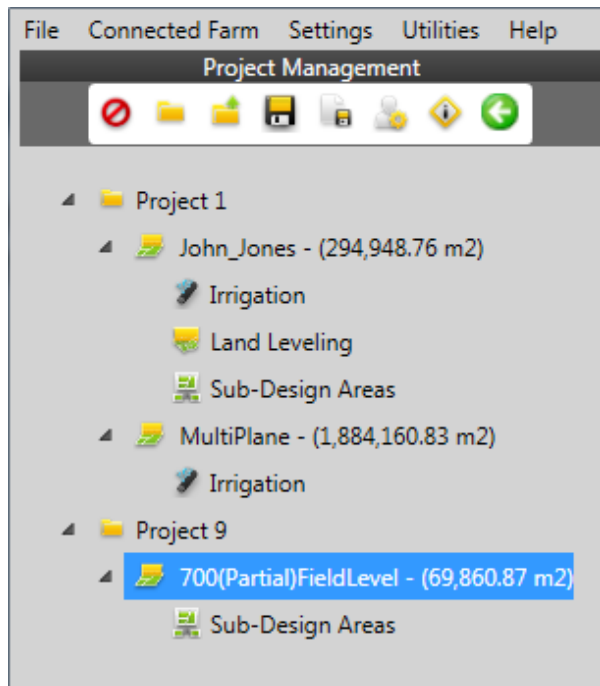 File Connected Farm Settings Utilities Help
Project Management
Project 1
John_Jones - (294,948.76 m2)
Irrigation
Land Leveling
Sub-Design Areas
MultiPlane - (1,884,160.83 m2)
Irrigation
Project 9
700(Partial)FieldLevel - (69,860.87 m2)
Sub-Design Areas